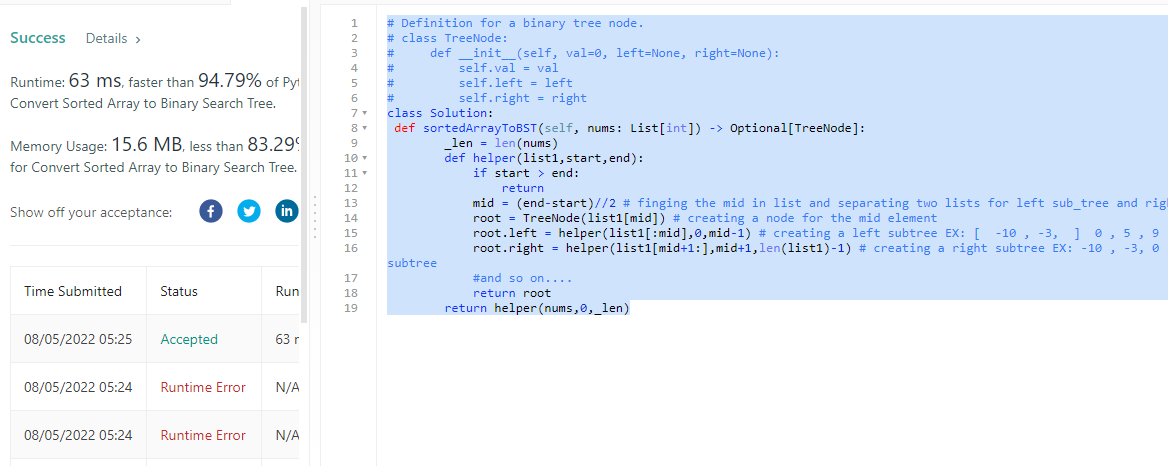 Success Details >
Runtime: 63 ms, faster than 94.79% of Pyt
Convert Sorted Array to Binary Search Tree.
Memory Usage: 15.6 MB, less than 83.29%
for Convert Sorted Array to Binary Search Tree.
Show off your acceptance:
Time Submitted Status Run
08/05/2022 05:25 Accepted 63 m
08/05/2022 05:24 Runtime Error N/A
08/05/2022 05:24 Runtime Error N/A
1 # Definition for a binary tree node.
2 # class TreeNode:
3 #     def __init__(self, val=0, left=None, right=None):
4 #         self.val = val
5 #         self.left = left
6 #         self.right = right
7 class Solution:
8  def sortedArrayToBST(self, nums: List[int]) -> Optional[TreeNode]:
9         _len = len(nums)
10         def helper(list1,start,end):
11             if start > end:
12                 return
13             mid = (end-start)//2 # finging the mid in list and separating two lists for left sub_tree and righ
14             root = TreeNode(list1[mid]) # creating a node for the mid element
15             root.left = helper(list1[:mid],0,mid-1) # creating a left subtree EX: [  -10 , -3,  ]  0 , 5 , 9
16             root.right = helper(list1[mid+1:],mid+1,len(list1)-1) # creating a right subtree EX: -10 , -3, 0
subtree
17             #and so on....
18             return root
19         return helper(nums,0,_len)